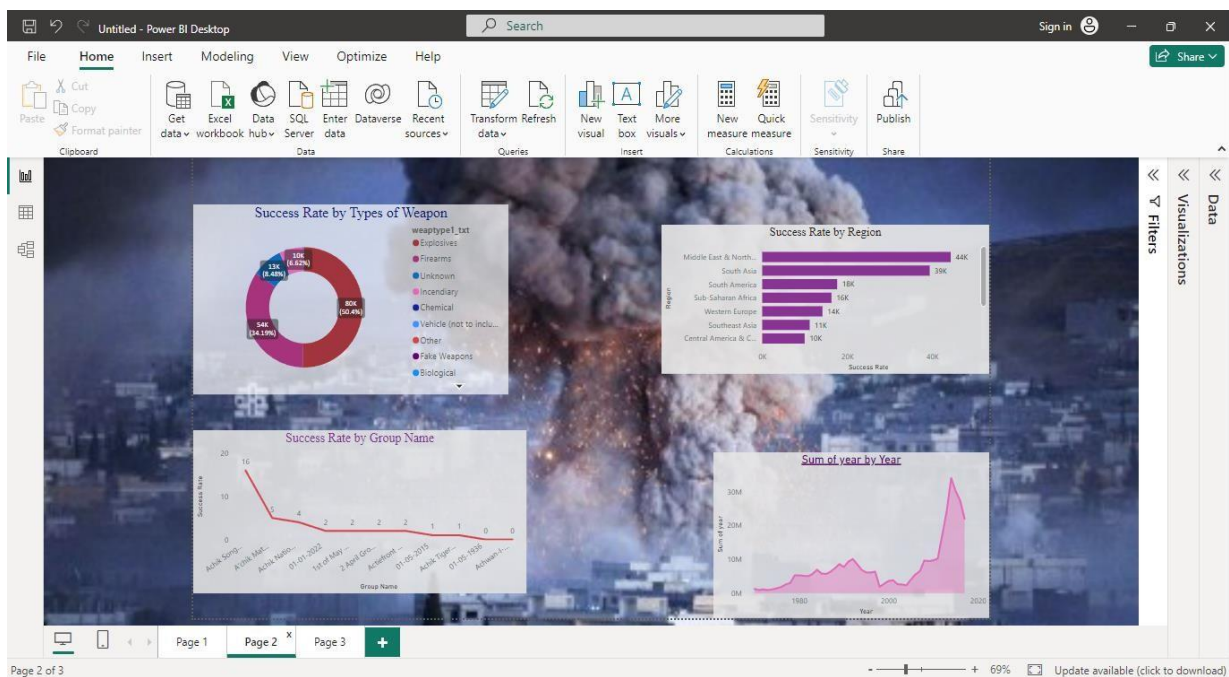 Untitled - Power BI Desktop
Search
Sign in
File Home Insert Modeling View Optimize Help
Share
Paste
Cut
Copy
Format painter
Get data
Excel workbook
Data hub
SQL Server
Enter data
Dataverse
Recent sources
Transform data
Refresh
New visual
Text box
More visuals
New measure
Quick measure
Sensitivity
Publish
Clipboard Data Queries Insert Calculations Sensitivity Share
Filters
Visualizations
Data
Success Rate by Types of Weapon
weaptype1_txt
Explosives
Firearms
Unknown
Incendiary
Chemical
Vehicle (not to inclu...
Other
Fake Weapons
Biological
10K
(6.62%)
13K
(8.48%)
80K
(50.4%)
54K
(34.19%)
Success Rate by Region
Region
Middle East & North... 44K
South Asia 39K
South America 18K
Sub-Saharan Africa 16K
Western Europe 14K
Southeast Asia 11K
Central America & C... 10K
0K 20K 40K
Success Rate
Success Rate by Group Name
Success Rate
20
10
0
16 5 4 2 2 2 2 1 1 0 0
Achik Song... A'chik Mat... Achik Natio... 01-01-2022 1st of May ... 2 April Gro... Actiefront ... 01-05-2015 Achik Tiger... 01-05-1936 Achwan-I-...
Group Name
Sum of year by Year
Sum of year
30M
20M
10M
0M
1980 2000 2020
Year
Page 1 Page 2 x Page 3 +
Page 2 of 3
- + 69% Update available (click to download)